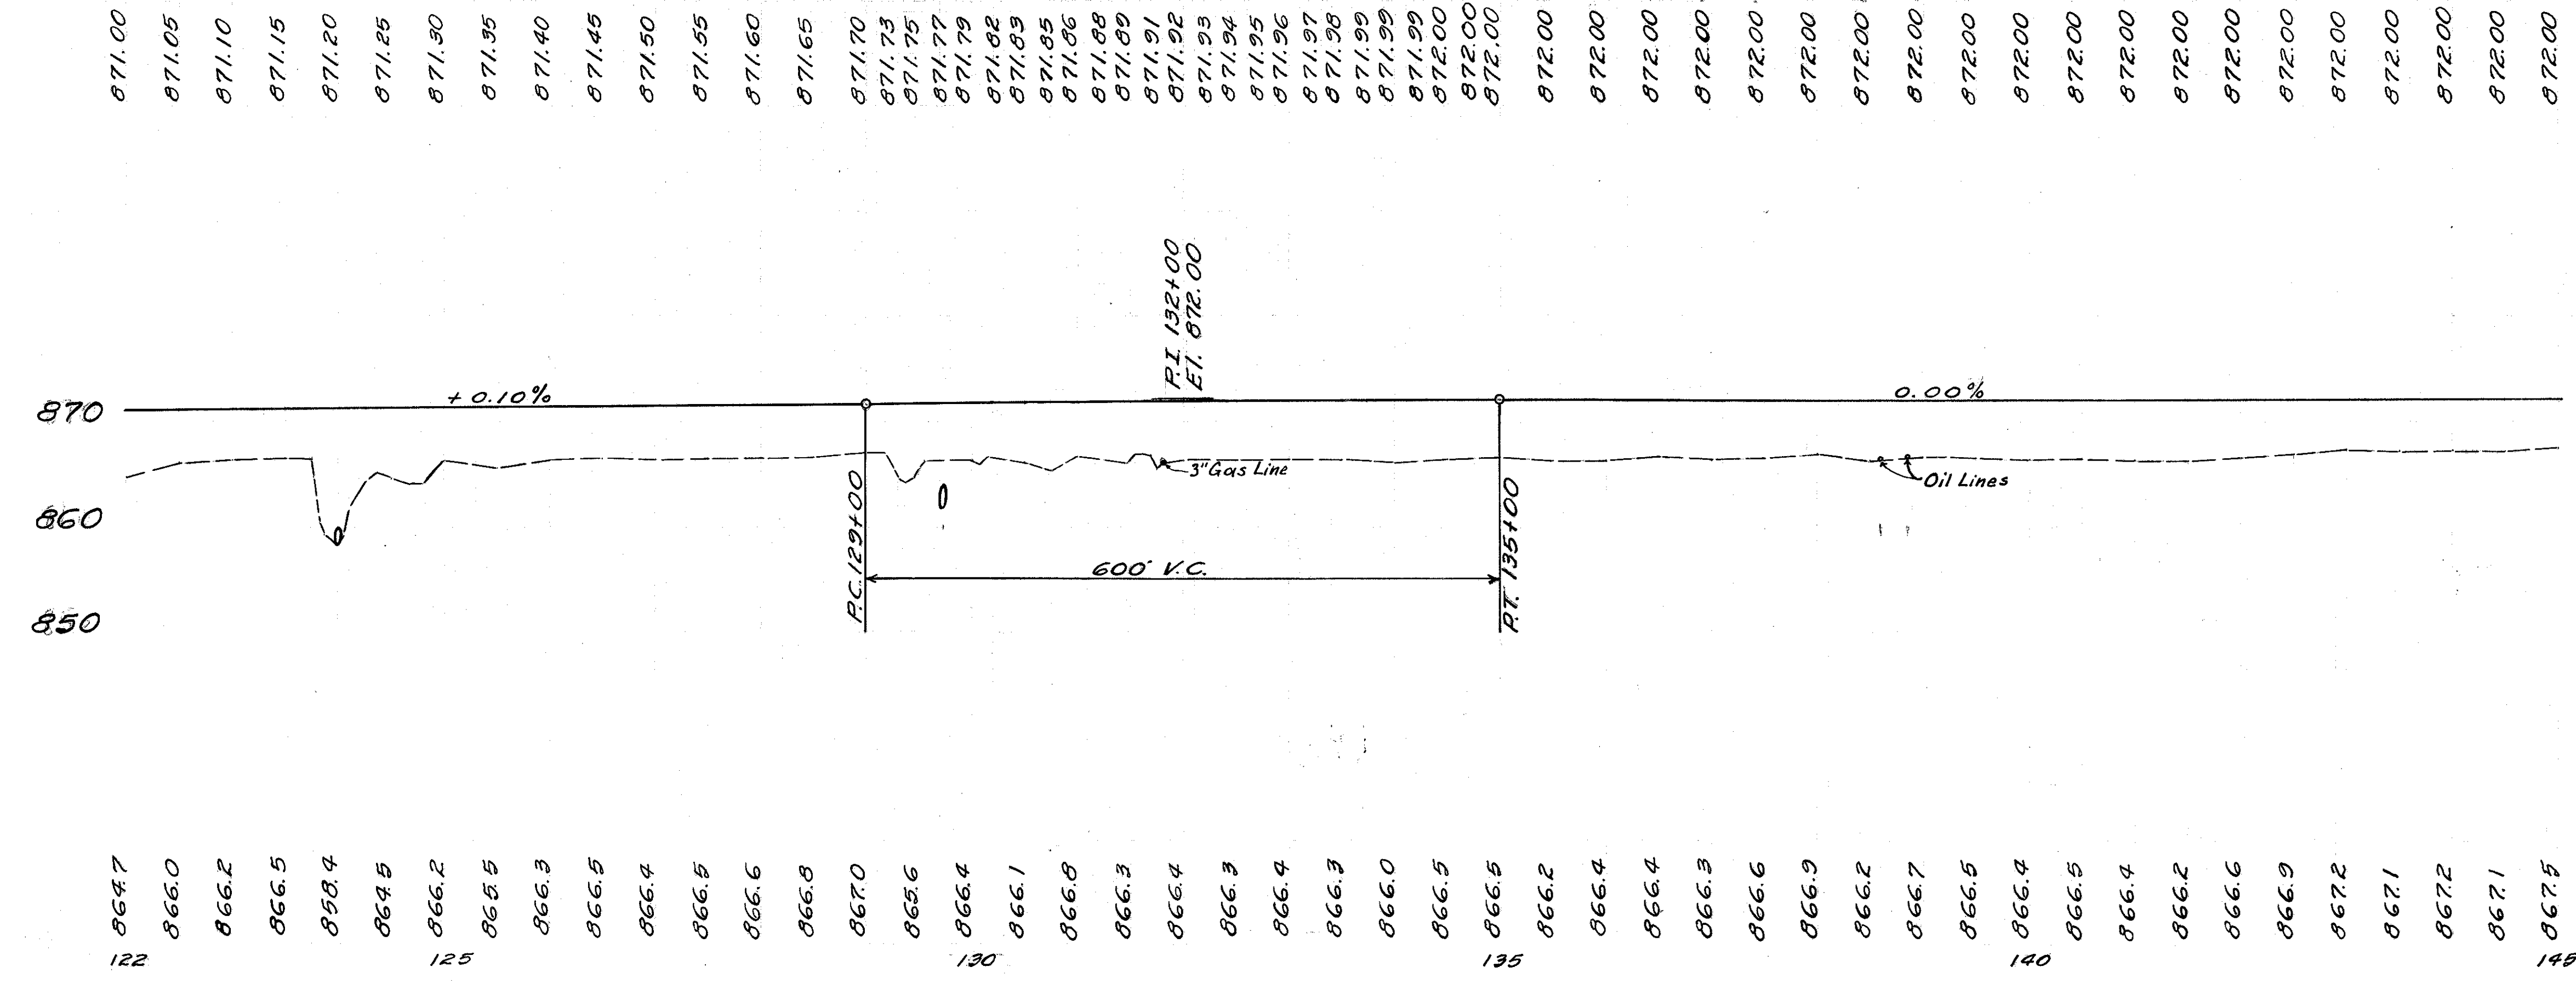 871.00 871.05 871.10 871.15 871.20 871.25 871.30 871.35 871.40 871.45 871.50 871.55 871.60 871.65 871.70 871.73 871.75 871.77 871.79 871.82 871.83 871.85 871.86 871.88 871.89 871.91 871.92 871.93 871.94 871.95 871.96 871.97 871.98 871.99 871.99 871.99 872.00 872.00 872.00 872.00 872.00 872.00 872.00 872.00 872.00 872.00 872.00 872.00 872.00 872.00 872.00 872.00 872.00 872.00 872.00 872.00 872.00 872.00 872.00
P.I. 132+00
El. 872.00
+ 0.10%
0.00%
870
3" Gas Line
Oil Lines
860
P.C. 129+00
600' V.C.
P.T. 135+00
850
864.7 866.0 866.2 866.5 858.4 864.5 866.2 865.5 866.3 866.5 866.4 866.5 866.6 866.8 867.0 865.6 866.4 866.1 866.8 866.3 866.4 866.3 866.4 866.3 866.0 866.5 866.5 866.2 866.4 866.4 866.3 866.6 866.9 866.2 866.7 866.5 866.4 866.5 866.4 866.2 866.6 866.9 867.2 867.1 867.2 867.1 867.5
122 125 130 135 140 145